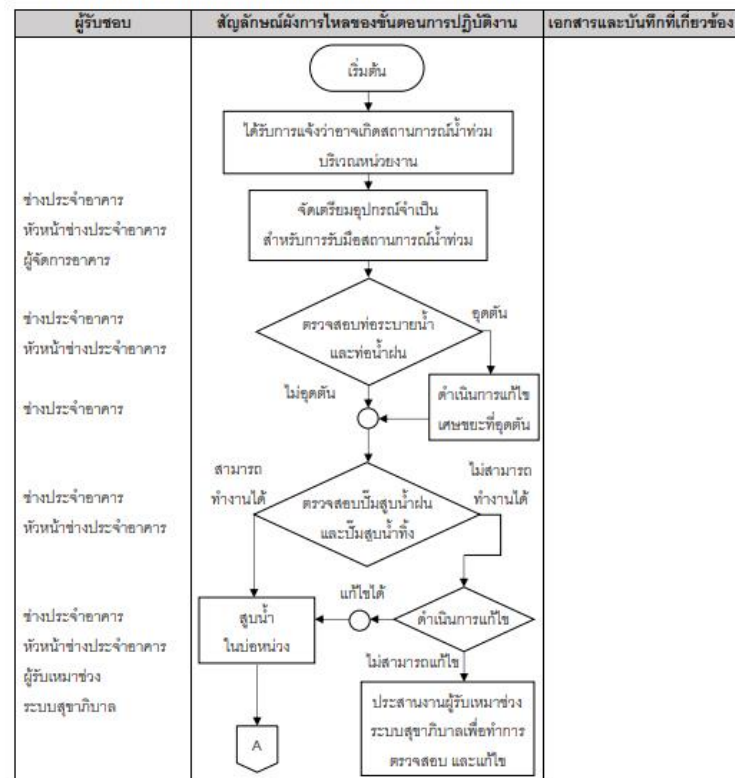 ผู้รับชอบ
สัญลักษณ์ผังการไหลของขั้นตอนการปฏิบัติงาน
เอกสารและบันทึกที่เกี่ยวข้อง
เริ่มต้น
ได้รับการแจ้งว่าอาจเกิดสถานการณ์น้ำท่วม
บริเวณหน่วยงาน
ช่างประจำอาคาร
หัวหน้าช่างประจำอาคาร
ผู้จัดการอาคาร
จัดเตรียมอุปกรณ์จำเป็น
สำหรับการรับมือสถานการณ์น้ำท่วม
ช่างประจำอาคาร
หัวหน้าช่างประจำอาคาร
ตรวจสอบท่อระบายน้ำ
และท่อน้ำฝน
อุดตัน
ไม่อุดตัน
ช่างประจำอาคาร
ดำเนินการแก้ไข
เศษขยะที่อุดตัน
สามารถ
ทำงานได้
ไม่สามารถ
ทำงานได้
ช่างประจำอาคาร
หัวหน้าช่างประจำอาคาร
ตรวจสอบปั๊มสูบน้ำฝน
และปั๊มสูบน้ำทิ้ง
แก้ไขได้
ช่างประจำอาคาร
หัวหน้าช่างประจำอาคาร
ผู้รับเหมาช่วง
ระบบสุขาภิบาล
สูบน้ำ
ในบ่อหน่วง
ดำเนินการแก้ไข
ไม่สามารถแก้ไข
ประสานงานผู้รับเหมาช่วง
ระบบสุขาภิบาลเพื่อทำการ
ตรวจสอบ และแก้ไข
A